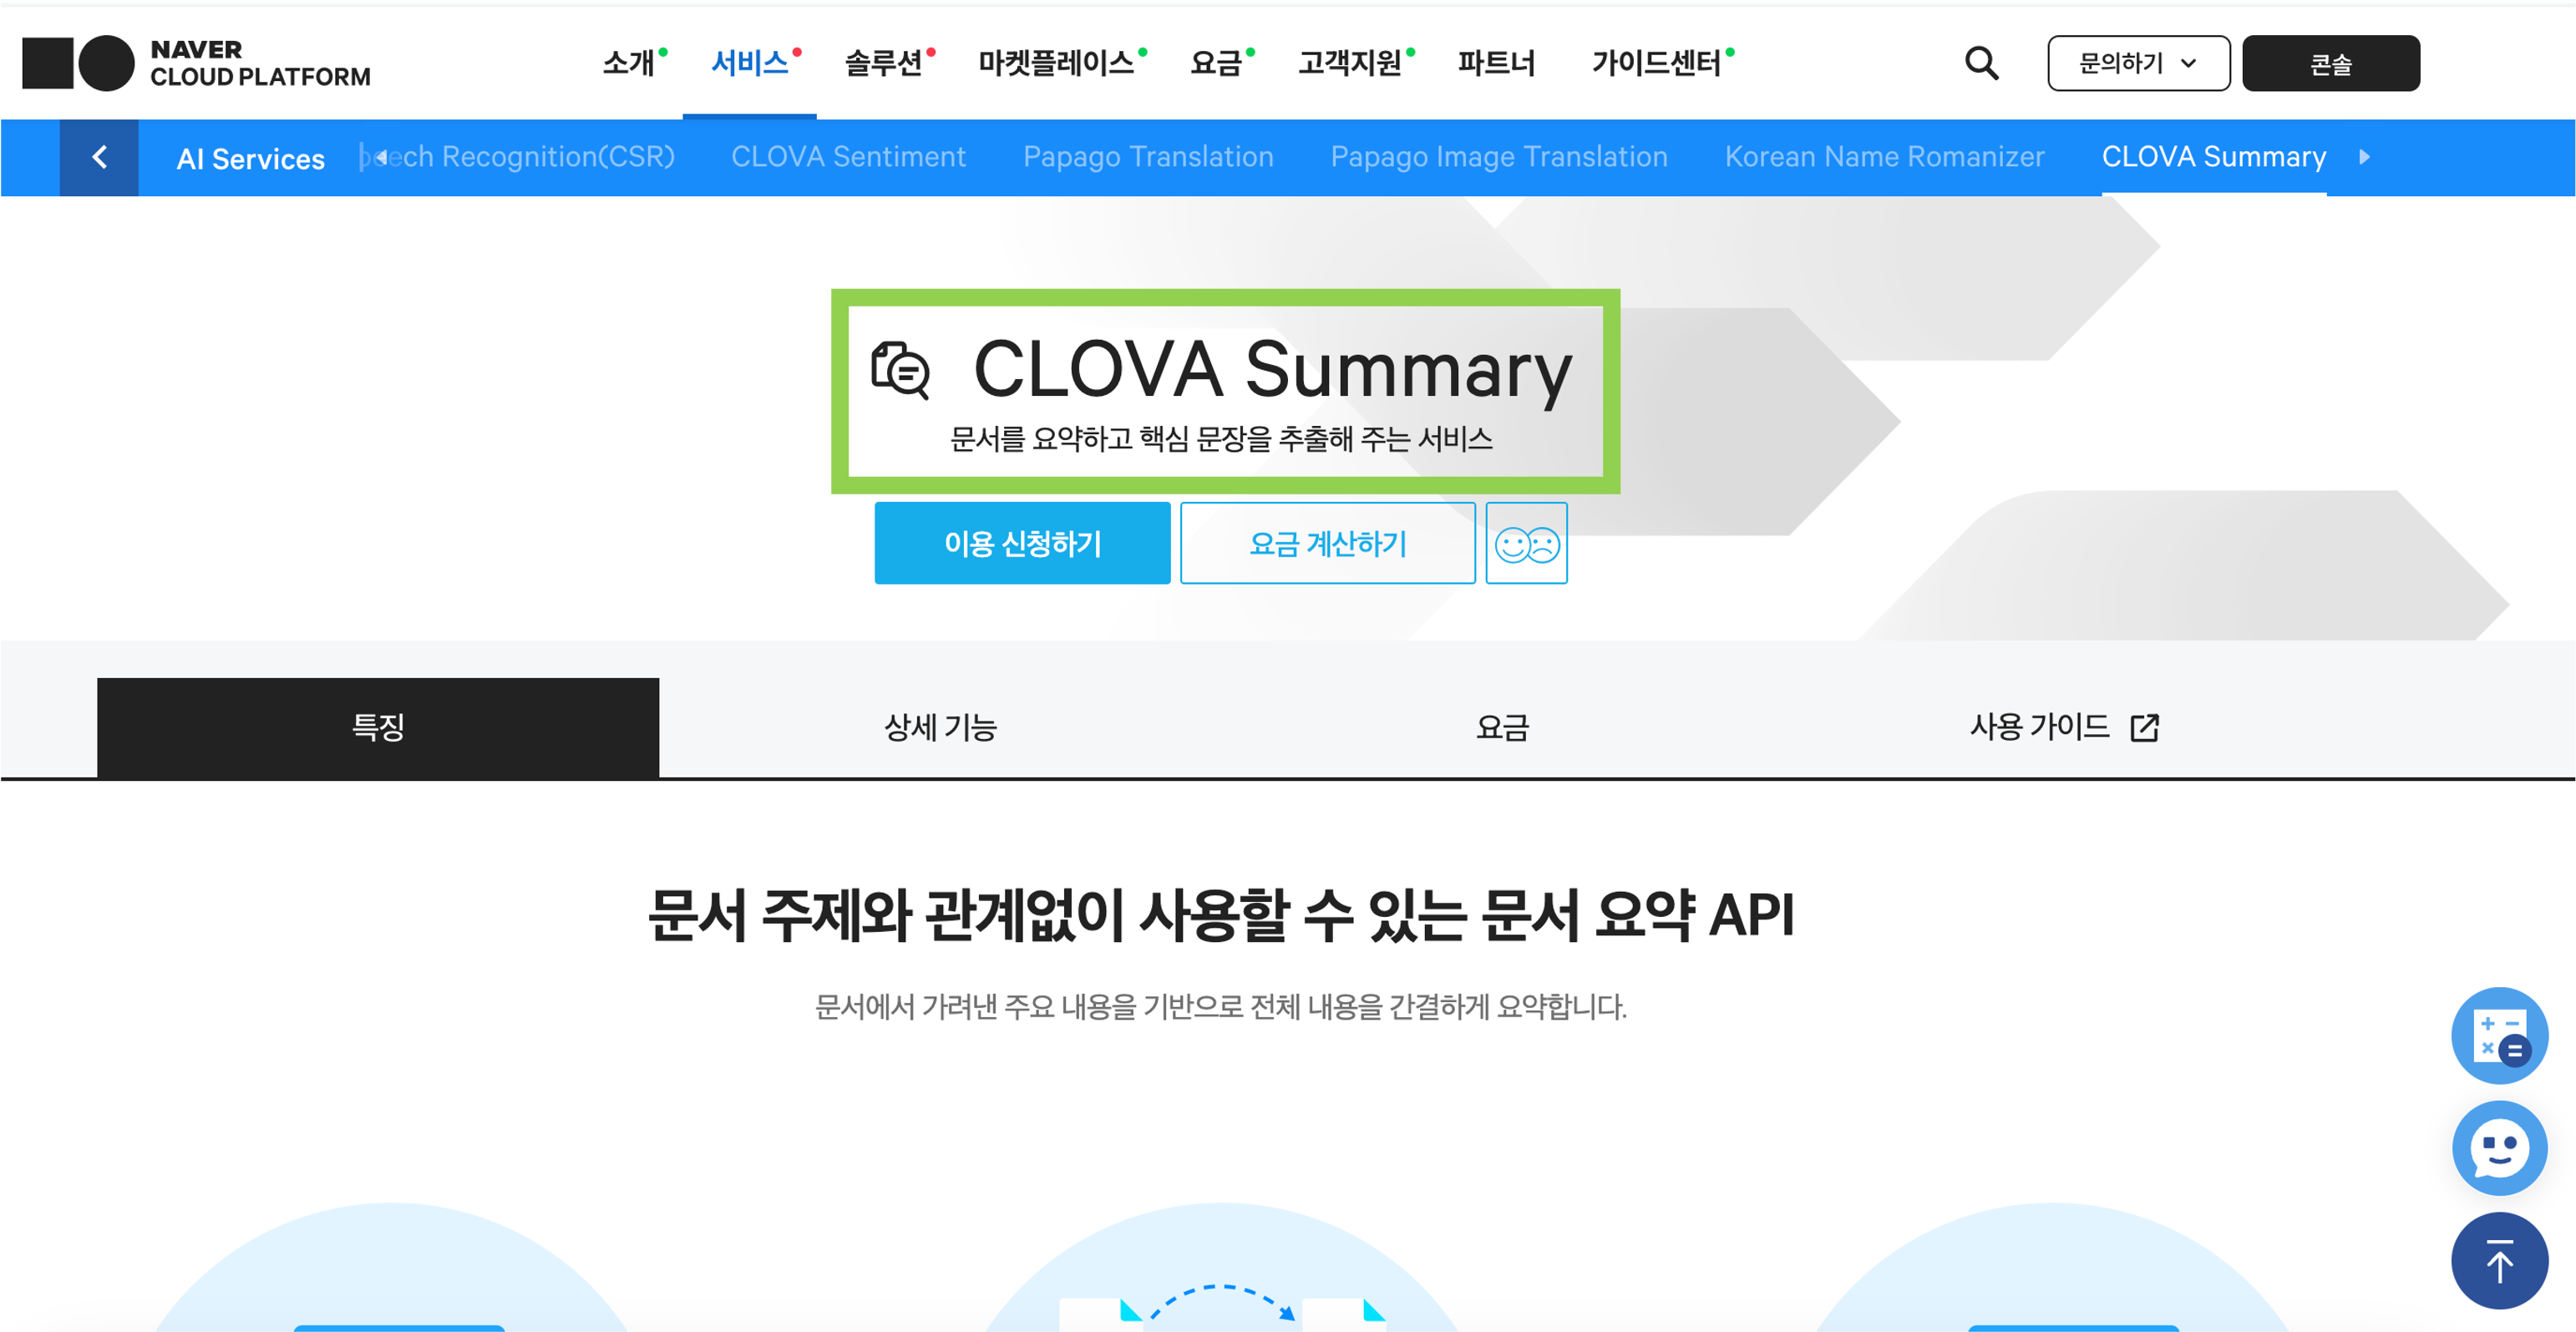 NAVER
CLOUD PLATFORM
소개 서비스 솔루션 마켓플레이스 요금 고객지원 파트너 가이드센터 문의하기 콘솔
AI Services Recognition(CSR) CLOVA Sentiment Papago Translation Papago Image Translation Korean Name Romanizer CLOVA Summary
CLOVA Summary
문서를 요약하고 핵심 문장을 추출해 주는 서비스
이용 신청하기 요금 계산하기
특징 상세 기능 요금 사용 가이드
문서 주제와 관계없이 사용할 수 있는 문서 요약 API
문서에서 가려낸 주요 내용을 기반으로 전체 내용을 간결하게 요약합니다.